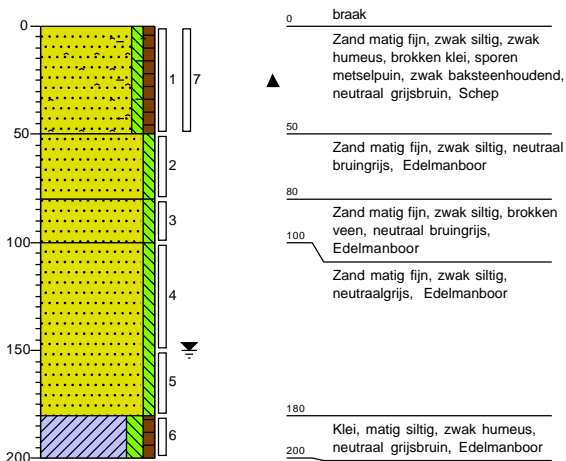 0
50
100
150
200
1
7
2
3
4
5
6
0
braak
Zand matig fijn, zwak siltig, zwak
humeus, brokken klei, sporen
metselpuin, zwak baksteenhoudend,
neutraal grijsbruin, Schep
50
Zand matig fijn, zwak siltig, neutraal
bruingrijs, Edelmanboor
80
Zand matig fijn, zwak siltig, brokken
veen, neutraal bruingrijs,
Edelmanboor
100
Zand matig fijn, zwak siltig,
neutraalgrijs, Edelmanboor
180
Klei, matig siltig, zwak humeus,
neutraal grijsbruin, Edelmanboor
200